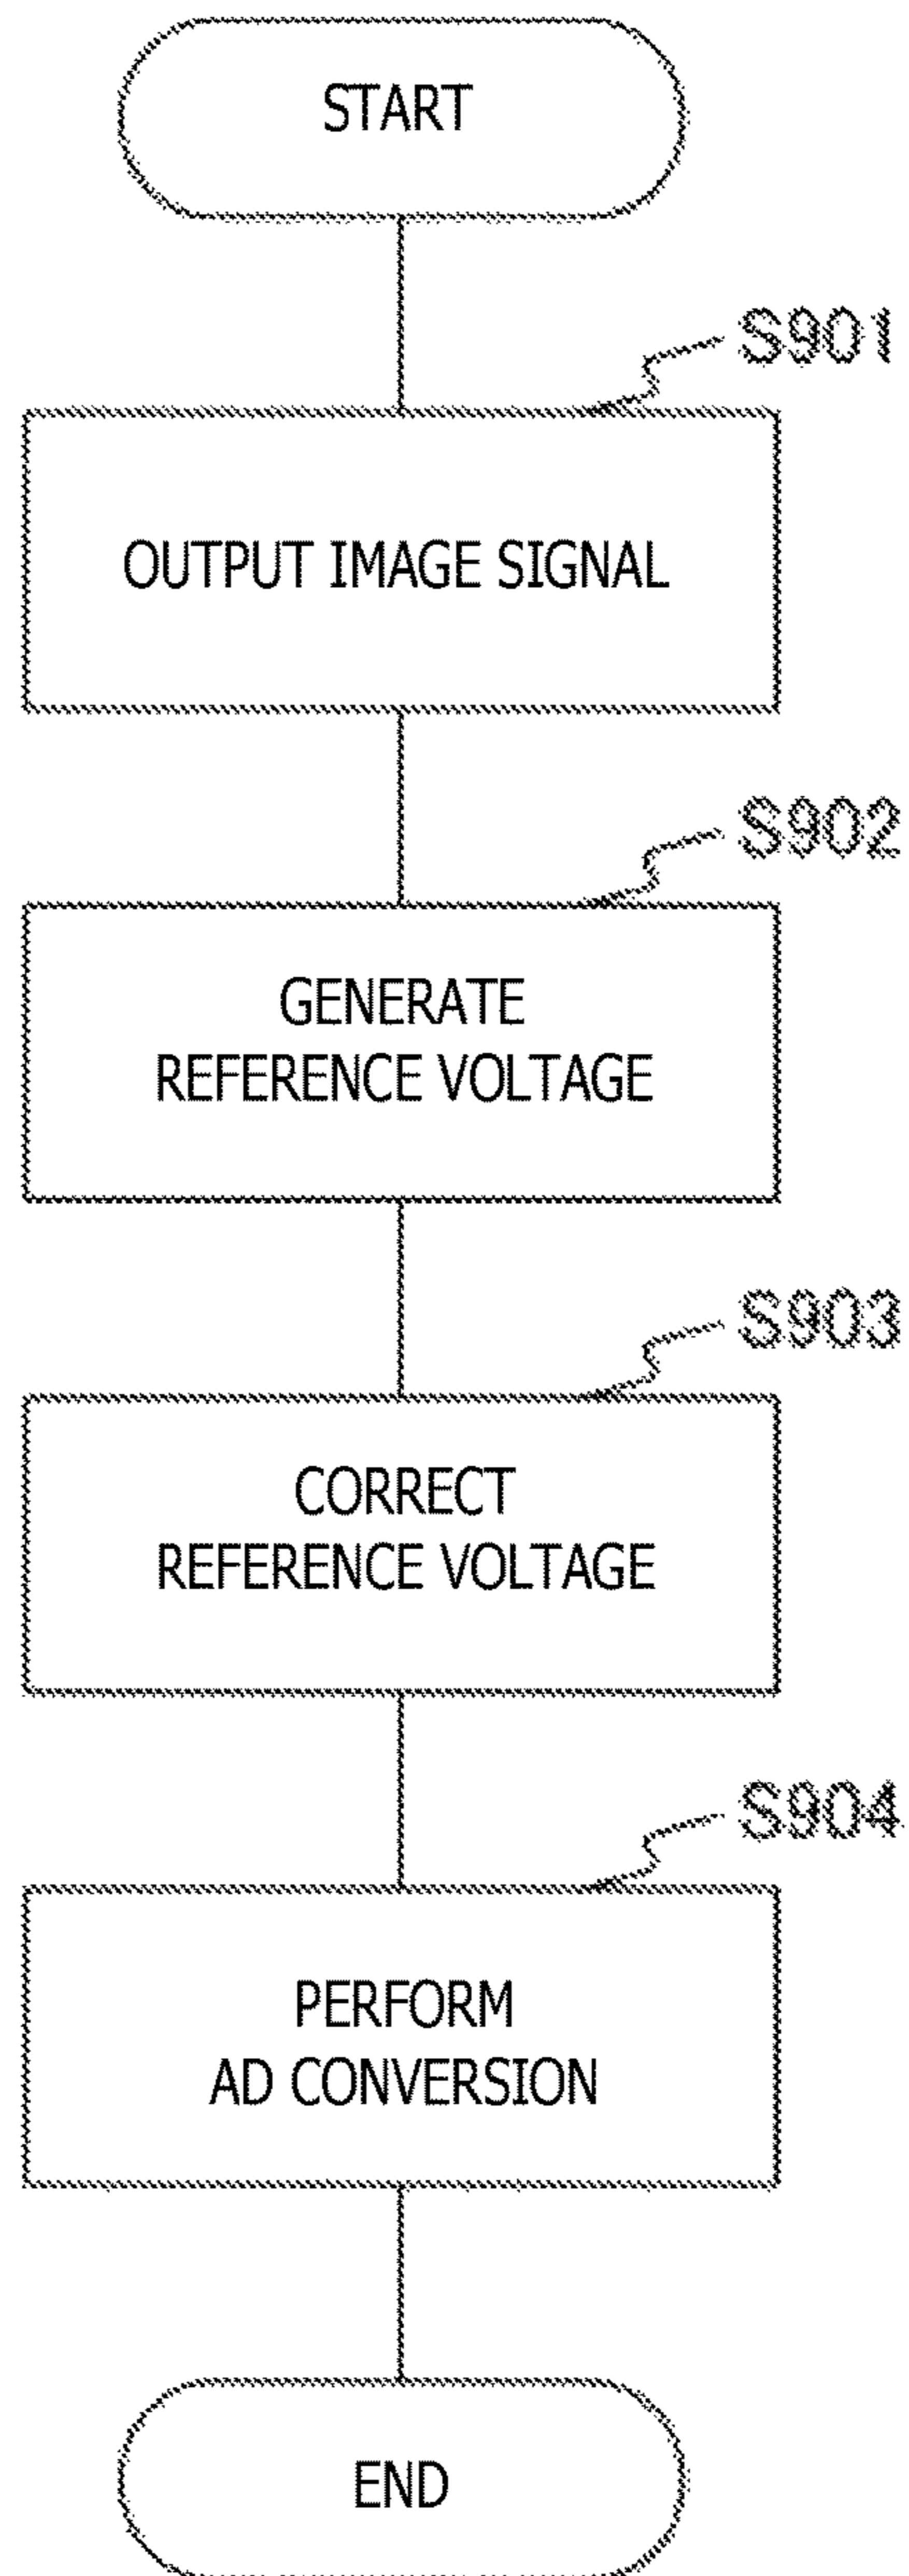 START
S901
OUTPUT IMAGE SIGNAL
S902
GENERATE
REFERENCE VOLTAGE
S903
CORRECT
REFERENCE VOLTAGE
S904
PERFORM
AD CONVERSION
END